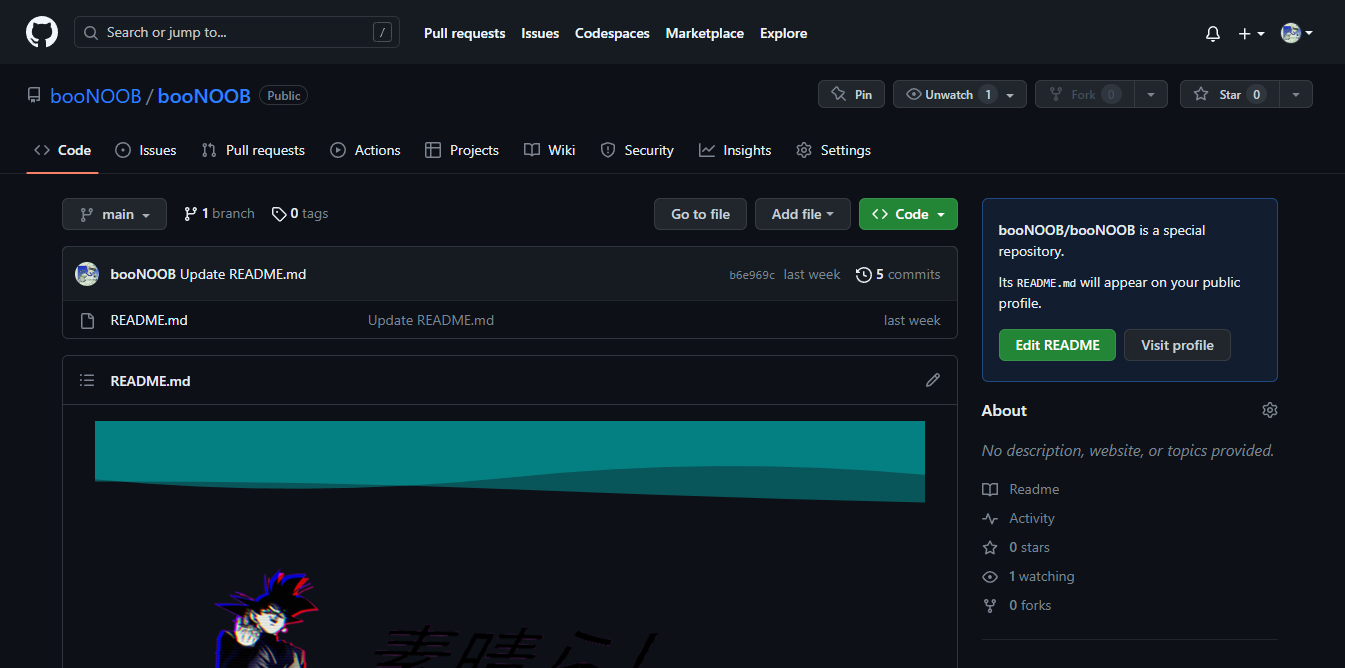 Search or jump to... /
Pull requests Issues Codespaces Marketplace Explore
booNOOB / booNOOB Public
Pin Unwatch 1 Fork 0 Star 0
Code Issues Pull requests Actions Projects Wiki Security Insights Settings
main 1 branch 0 tags Go to file Add file Code
booNOOB Update README.md b6e969c last week 5 commits
README.md Update README.md last week
README.md
素晴らし
booNOOB/booNOOB is a special
repository.
Its README.md will appear on your public
profile.
Edit README Visit profile
About
No description, website, or topics provided.
Readme
Activity
0 stars
1 watching
0 forks